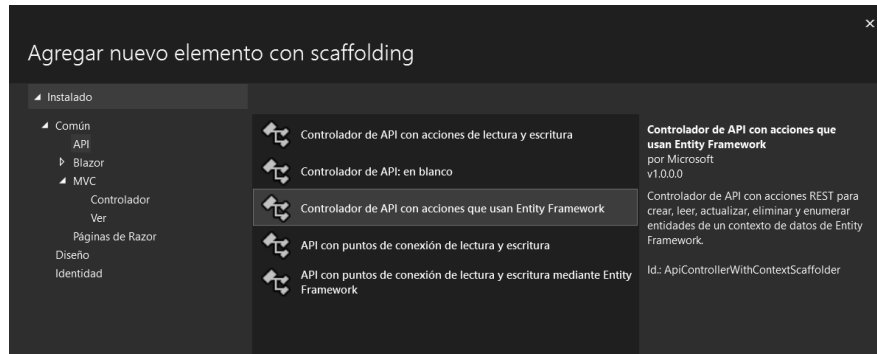 Agregar nuevo elemento con scaffolding
Instalado
Común
API
Blazor
MVC
Controlador
Ver
Páginas de Razor
Diseño
Identidad
Controlador de API con acciones de lectura y escritura
Controlador de API: en blanco
Controlador de API con acciones que usan Entity Framework
API con puntos de conexión de lectura y escritura
API con puntos de conexión de lectura y escritura mediante Entity
Framework
Controlador de API con acciones que
usan Entity Framework
por Microsoft
v1.0.0.0
Controlador de API con acciones REST para
crear, leer, actualizar, eliminar y enumerar
entidades de un contexto de datos de Entity
Framework.
Id.: ApiControllerWithContextScaffolder